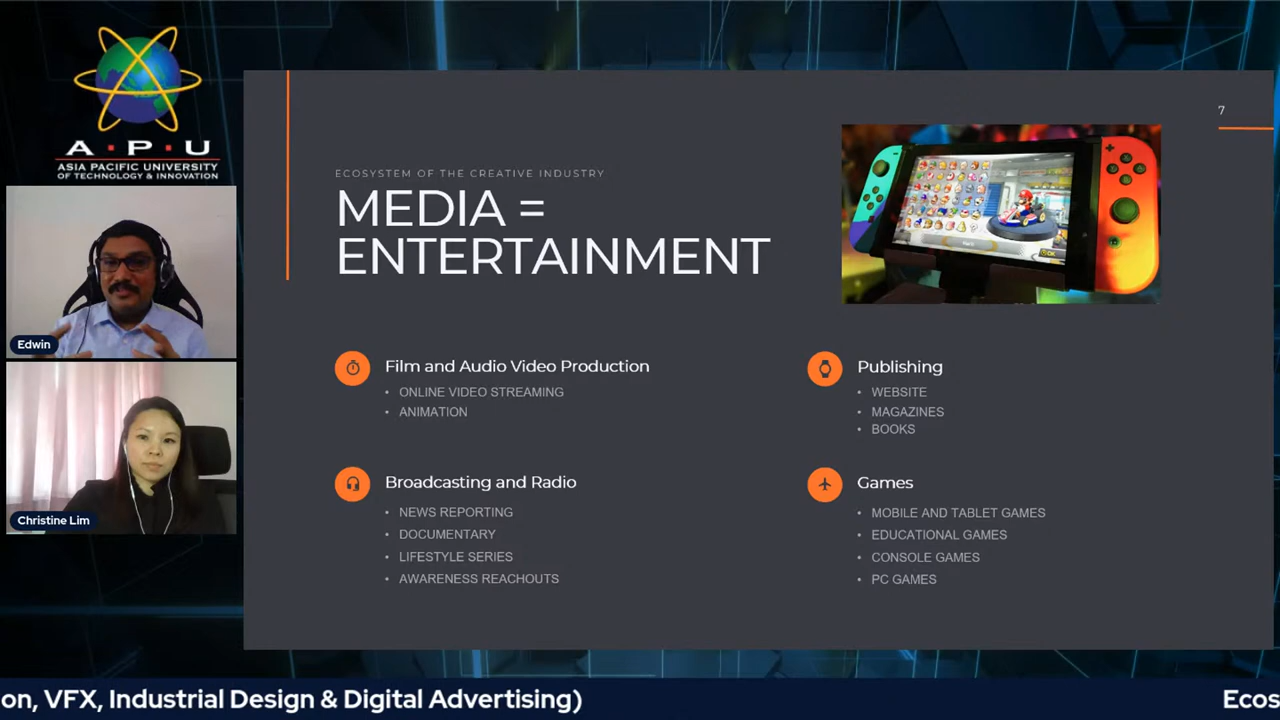 A·P·U
ASIA PACIFIC UNIVERSITY
OF TECHNOLOGY & INNOVATION
Edwin
Christine Lim
7
ECOSYSTEM OF THE CREATIVE INDUSTRY
MEDIA =
ENTERTAINMENT
Film and Audio Video Production
• ONLINE VIDEO STREAMING
• ANIMATION
Publishing
• WEBSITE
• MAGAZINES
• BOOKS
Broadcasting and Radio
• NEWS REPORTING
• DOCUMENTARY
• LIFESTYLE SERIES
• AWARENESS REACHOUTS
Games
• MOBILE AND TABLET GAMES
• EDUCATIONAL GAMES
• CONSOLE GAMES
• PC GAMES
on, VFX, Industrial Design & Digital Advertising)
Ecos